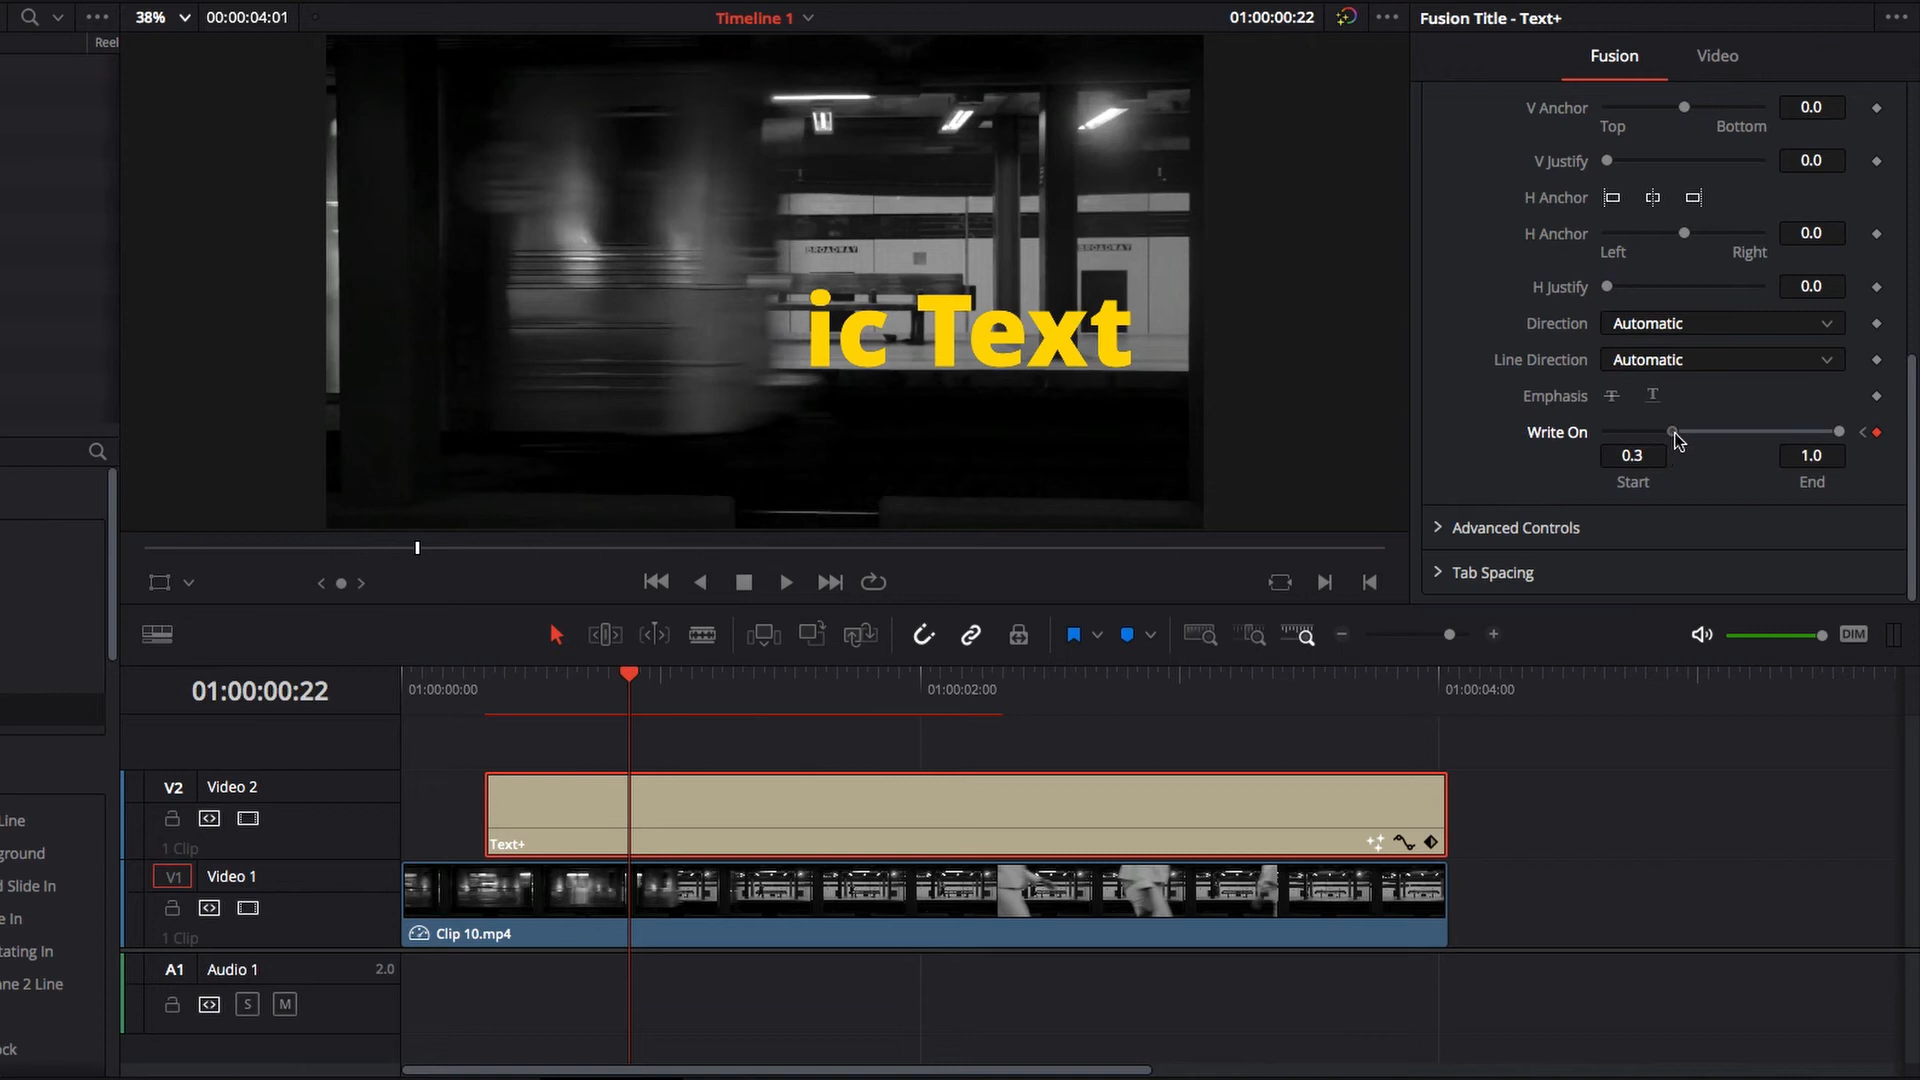 38%
00:00:04:01
Timeline 1
01:00:00:22
Fusion Title - Text+
Reel
Fusion
Video
V Anchor
0.0
Top
Bottom
V Justify
0.0
H Anchor
H Anchor
0.0
Left
Right
H Justify
0.0
Direction
Automatic
Line Direction
Automatic
Emphasis
T
T
Write On
0.3
1.0
Start
End
Advanced Controls
Tab Spacing
BROADWAY
BROADWAY
ic Text
DIM
01:00:00:22
01:00:00:00
01:00:02:00
01:00:04:00
V2
Video 2
1 Clip
Text+
V1
Video 1
1 Clip
Clip 10.mp4
A1
Audio 1
2.0
S
M
Line
ground
d Slide In
e In
tating In
ane 2 Line
ock